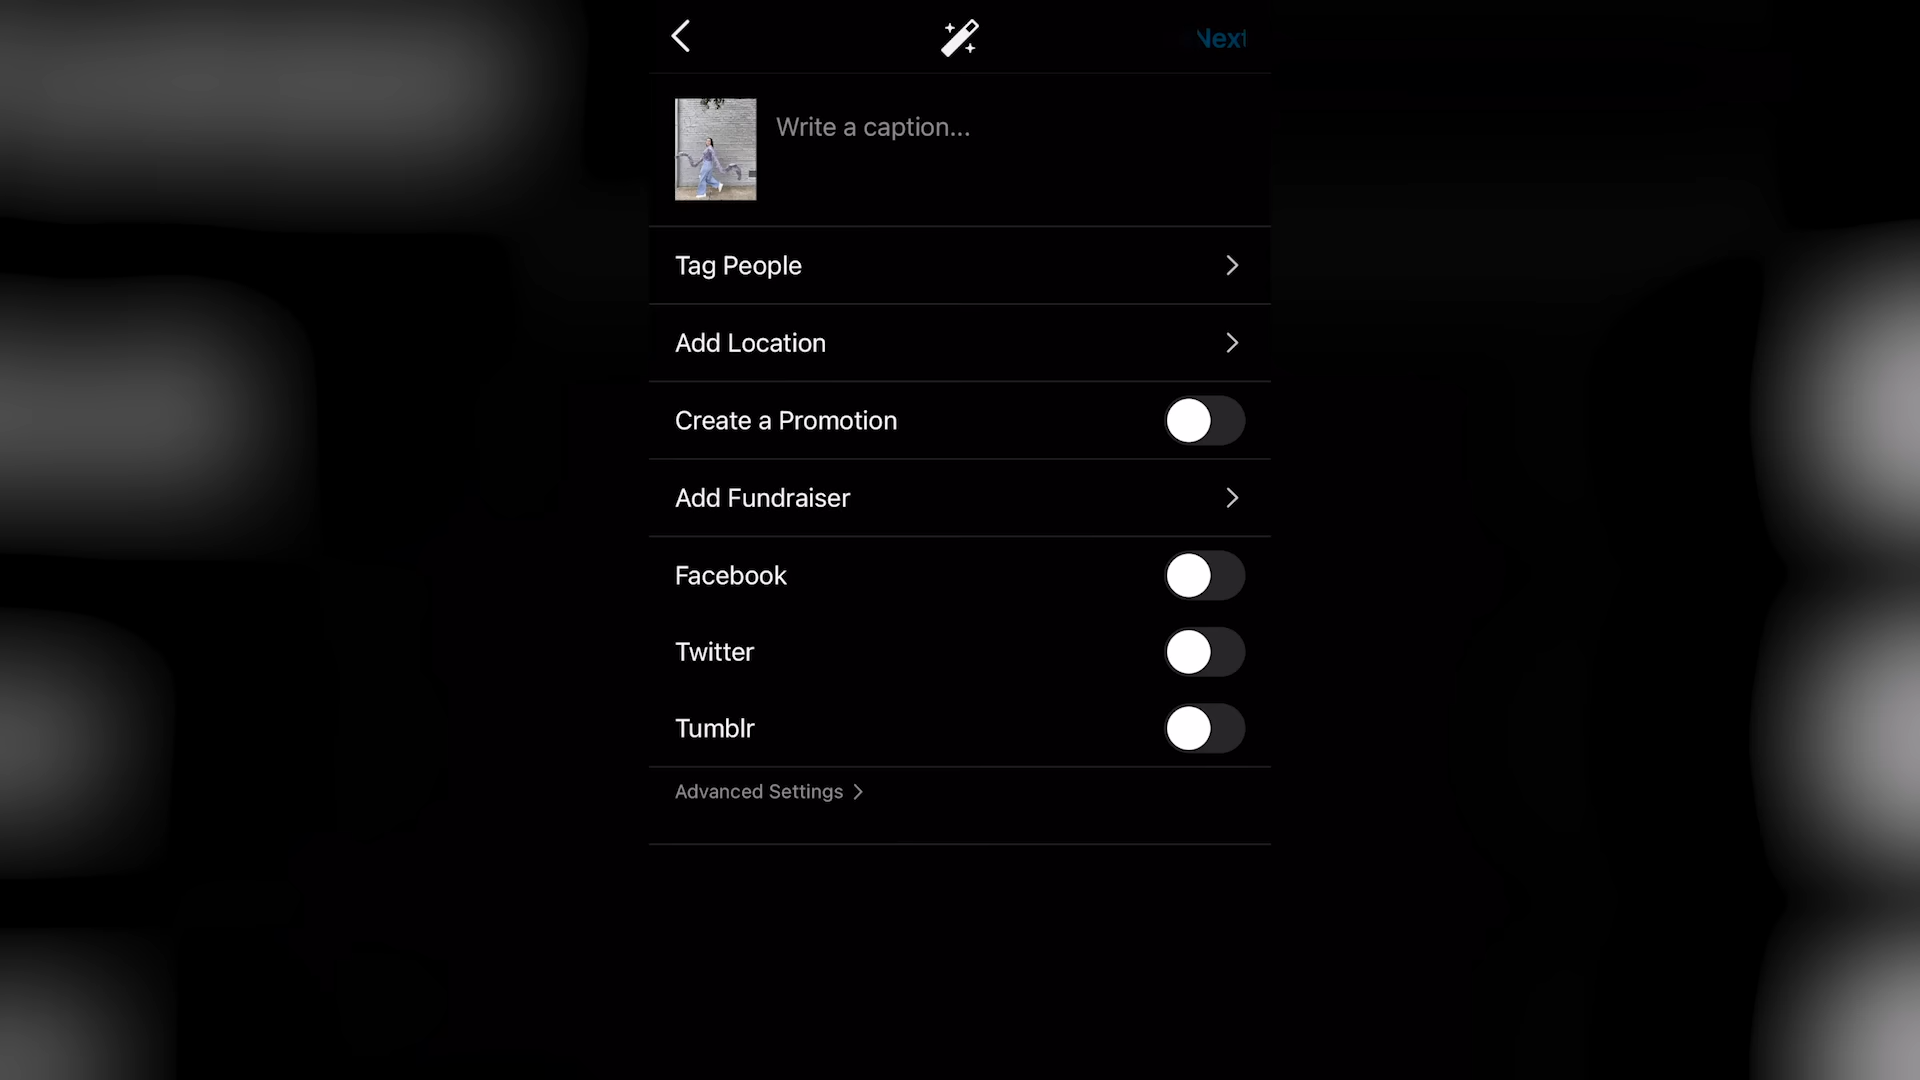 Next
Write a caption...
Tag People
Add Location
Create a Promotion
Add Fundraiser
Facebook
Twitter
Tumblr
Advanced Settings